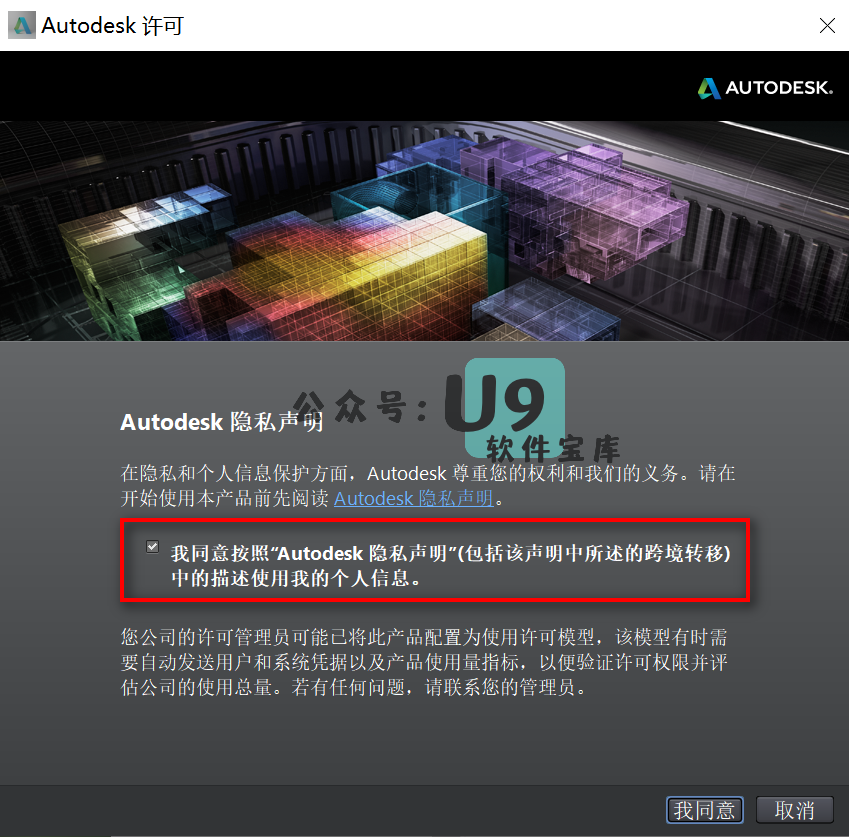 Autodesk 许可
AUTODESK.
公众号：U9
软件宝库
Autodesk 隐私声明
在隐私和个人信息保护方面，Autodesk 尊重您的权利和我们的义务。请在
开始使用本产品前先阅读 Autodesk 隐私声明。
我同意按照“Autodesk 隐私声明”(包括该声明中所述的跨境转移)
中的描述使用我的个人信息。
您公司的许可管理员可能已将此产品配置为使用许可模型，该模型有时需
要自动发送用户和系统凭据以及产品使用量指标，以便验证许可权限并评
估公司的使用总量。若有任何问题，请联系您的管理员。
我同意
取消